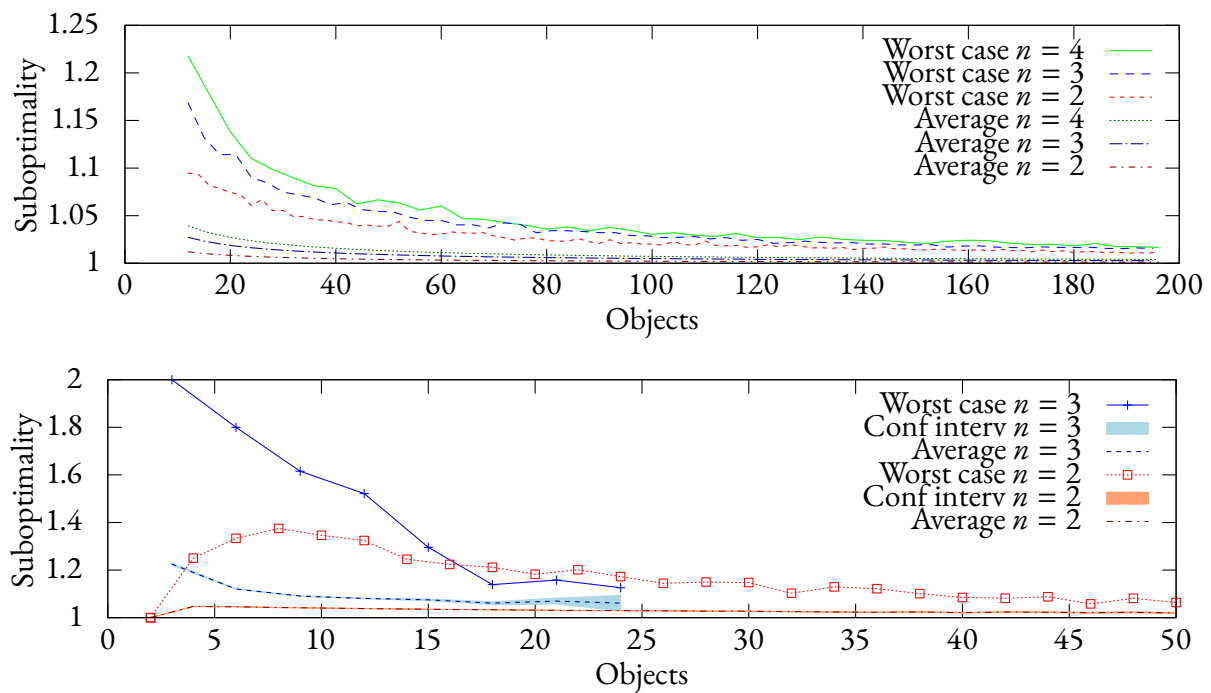 1.25
1.2
1.15
1.1
1.05
1
Suboptimality
Worst case n = 4
Worst case n = 3
Worst case n = 2
Average n = 4
Average n = 3
Average n = 2
0 20 40 60 80 100 120 140 160 180 200
Objects
2
1.8
1.6
1.4
1.2
1
Suboptimality
Worst case n = 3
Conf interv n = 3
Average n = 3
Worst case n = 2
Conf interv n = 2
Average n = 2
0 5 10 15 20 25 30 35 40 45 50
Objects